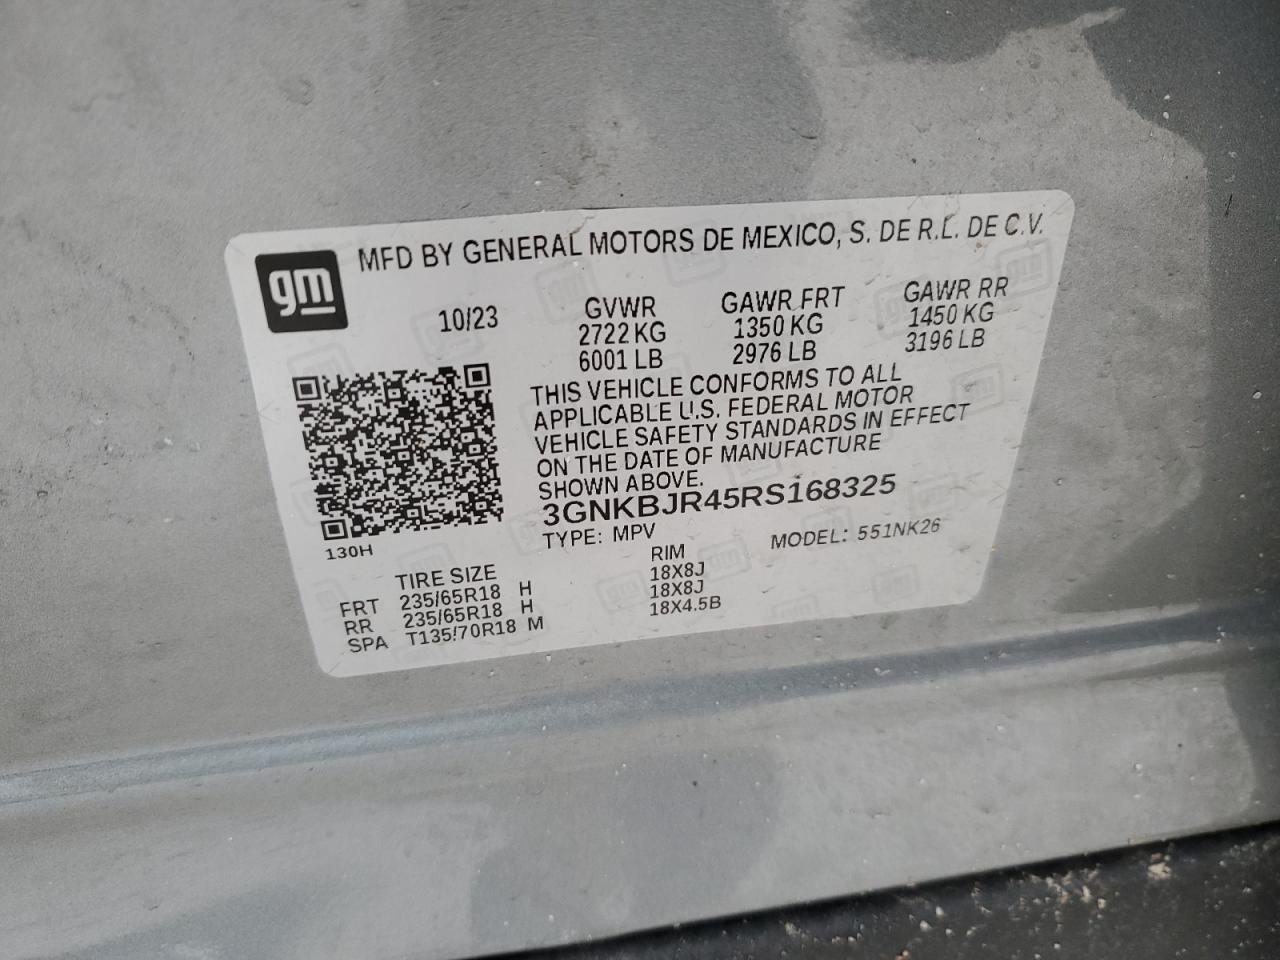 gm MFD BY GENERAL MOTORS DE MEXICO, S. DE R.L. DE C.V.
10/23 GVWR GAWR FRT GAWR RR
2722 KG 1350 KG 1450 KG
6001 LB 2976 LB 3196 LB
THIS VEHICLE CONFORMS TO ALL
APPLICABLE U.S. FEDERAL MOTOR
VEHICLE SAFETY STANDARDS IN EFFECT
ON THE DATE OF MANUFACTURE
SHOWN ABOVE.
3GNKBJR45RS168325
TYPE: MPV MODEL: 551NK26
130H
TIRE SIZE RIM
FRT 235/65R18 H 18X8J
RR 235/65R18 H 18X8J
SPA T135/70R18 M 18X4.5B